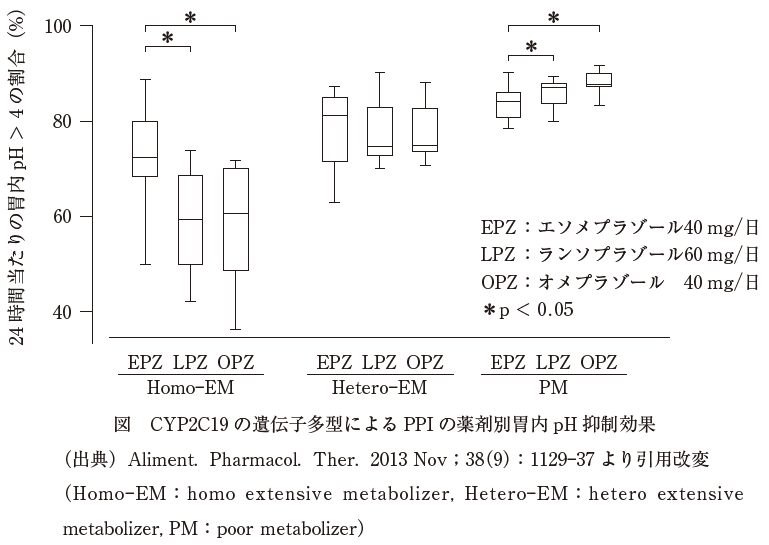 24 時間当たりの胃内 pH > 4 の割合 (%)
100
80
60
40
*
*
*
*
EPZ：エソメプラゾール40 mg/日
LPZ：ランソプラゾール60 mg/日
OPZ：オメプラゾール　40 mg/日
*p < 0.05
EPZ LPZ OPZ
Homo−EM
EPZ LPZ OPZ
Hetero−EM
EPZ LPZ OPZ
PM
図　CYP2C19 の遺伝子多型による PPI の薬剤別胃内 pH 抑制効果
(出典) Aliment. Pharmacol. Ther. 2013 Nov；38(9)：1129−37 より引用改変
(Homo−EM：homo extensive metabolizer, Hetero−EM：hetero extensive
metabolizer, PM：poor metabolizer)